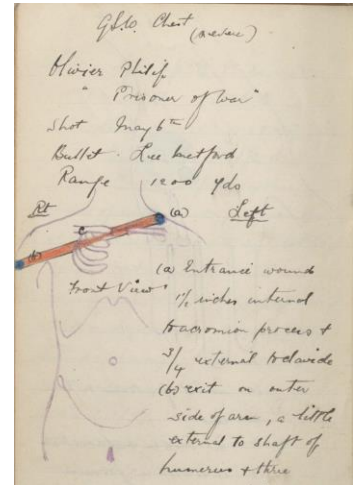 G.S.W. Chest (severe)
Olivier Philip
" Prisoner of War "
Shot May 6th
Bullet . Lee Metford
Range 1200 yds
Rt (a) Left
c
(b)
(a) Entrance wound
Front View 1½ inches internal
to acromion process +
3/4 external to clavicle
(b) exit on outer
side of arm, a little
external to shaft of
humerus + three